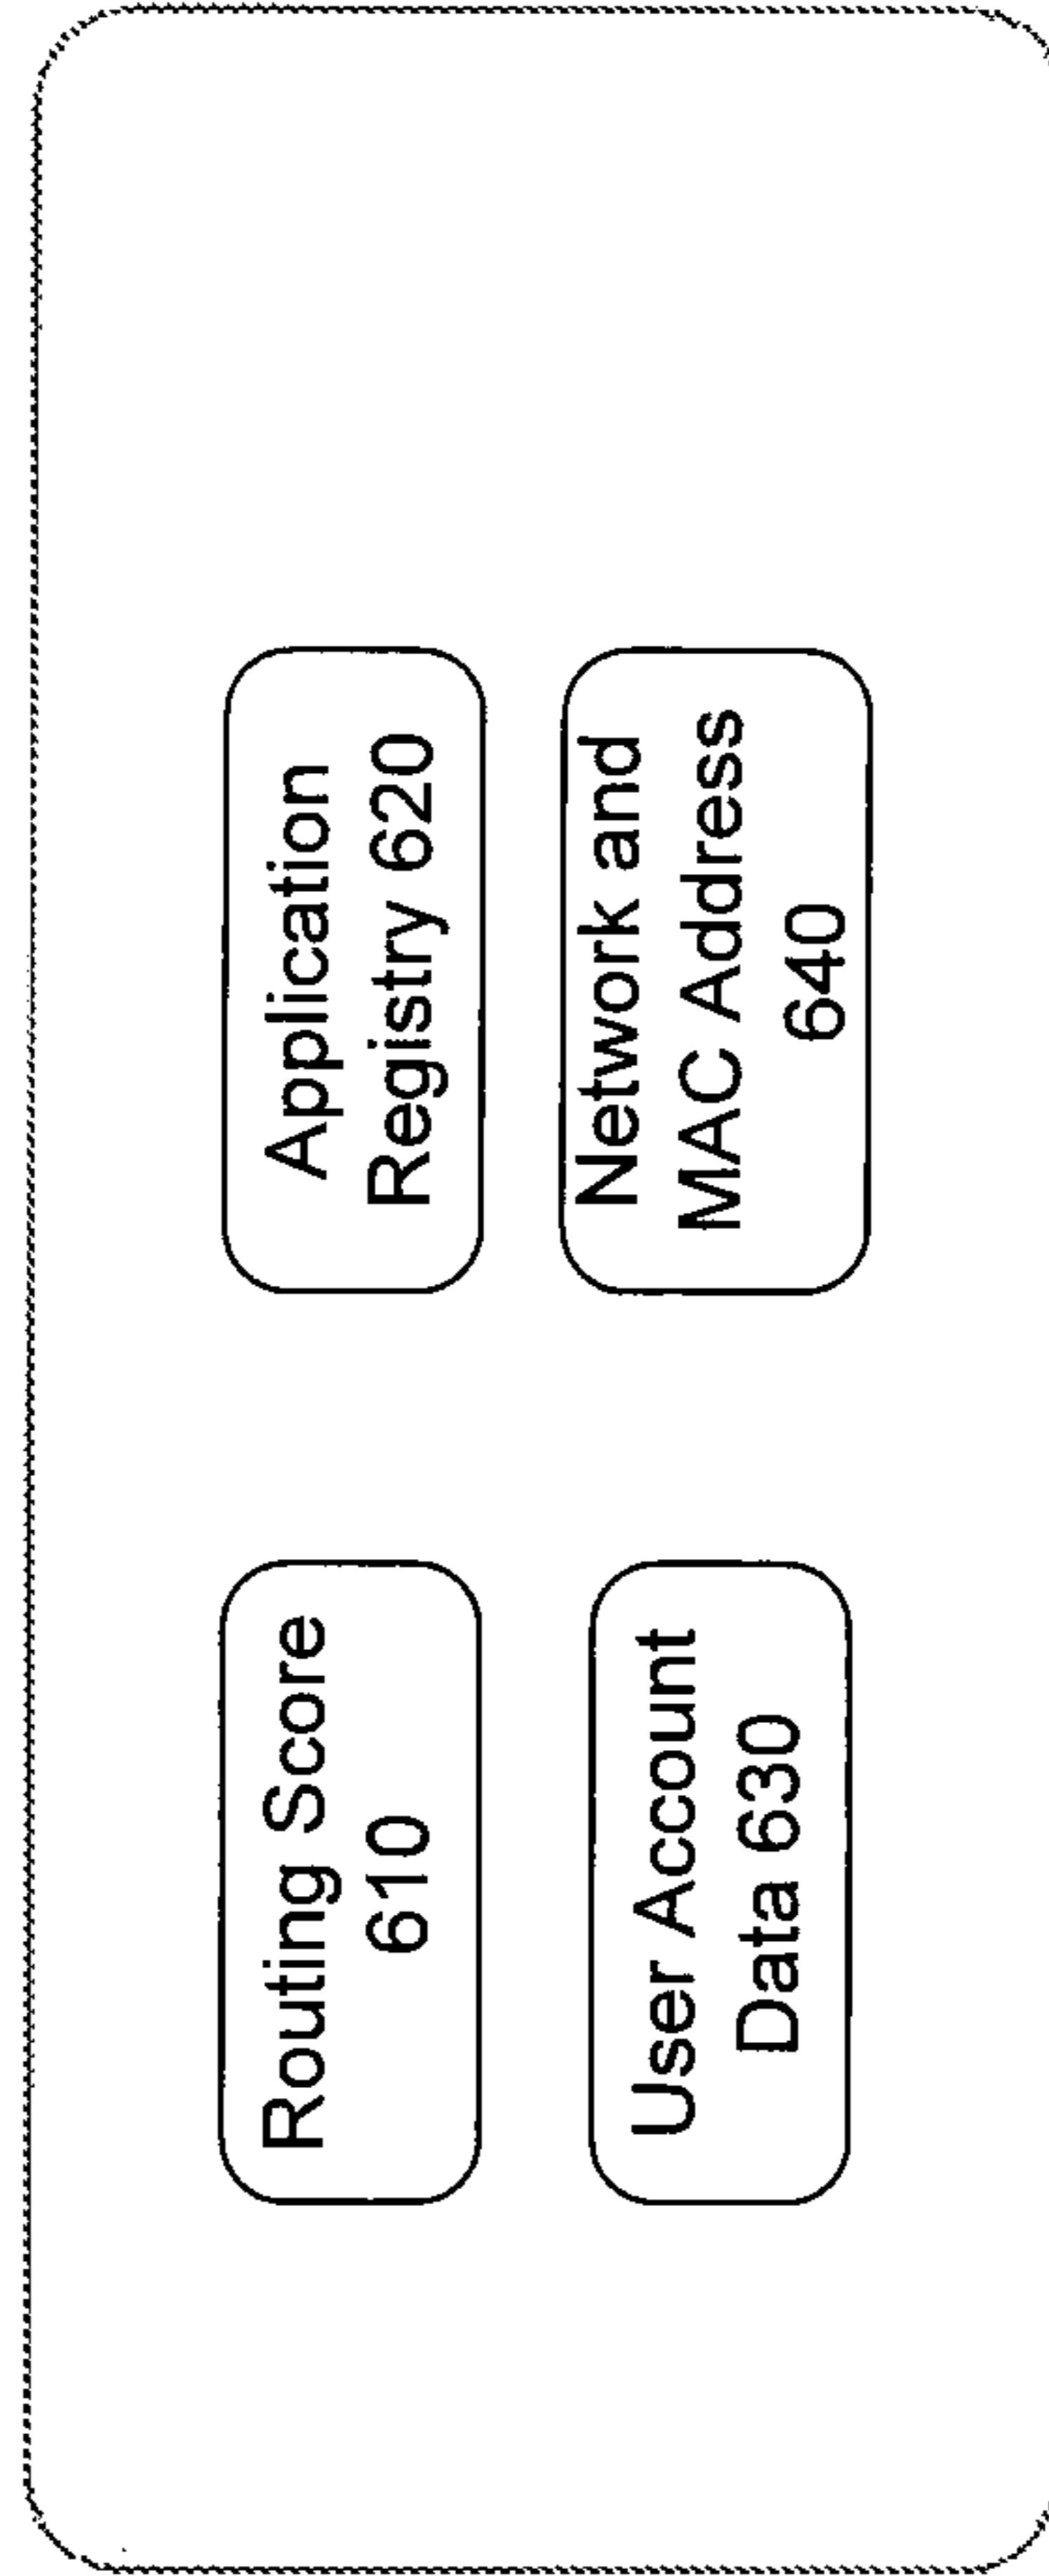 Routing Score
610
Application
Registry 620
User Account
Data 630
Network and
MAC Address
640